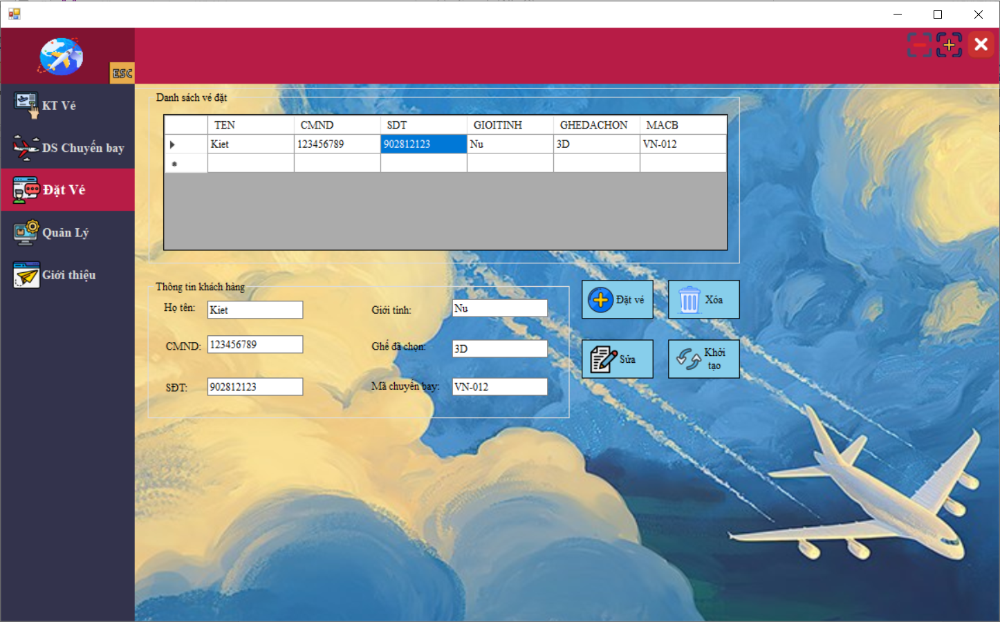 ESC
KT Vé
DS Chuyến bay
Đặt Vé
Quản Lý
Giới thiệu
Danh sách vé đặt
TEN CMND SDT GIOITINH GHEDACHON MACB
Kiet 123456789 902812123 Nu 3D VN-012
Thông tin khách hàng
Họ tên: Kiet Giới tính: Nu
CMND: 123456789 Ghế đã chọn: 3D
SĐT: 902812123 Mã chuyến bay: VN-012
Đặt vé
Xóa
Sửa
Khởi
tạo